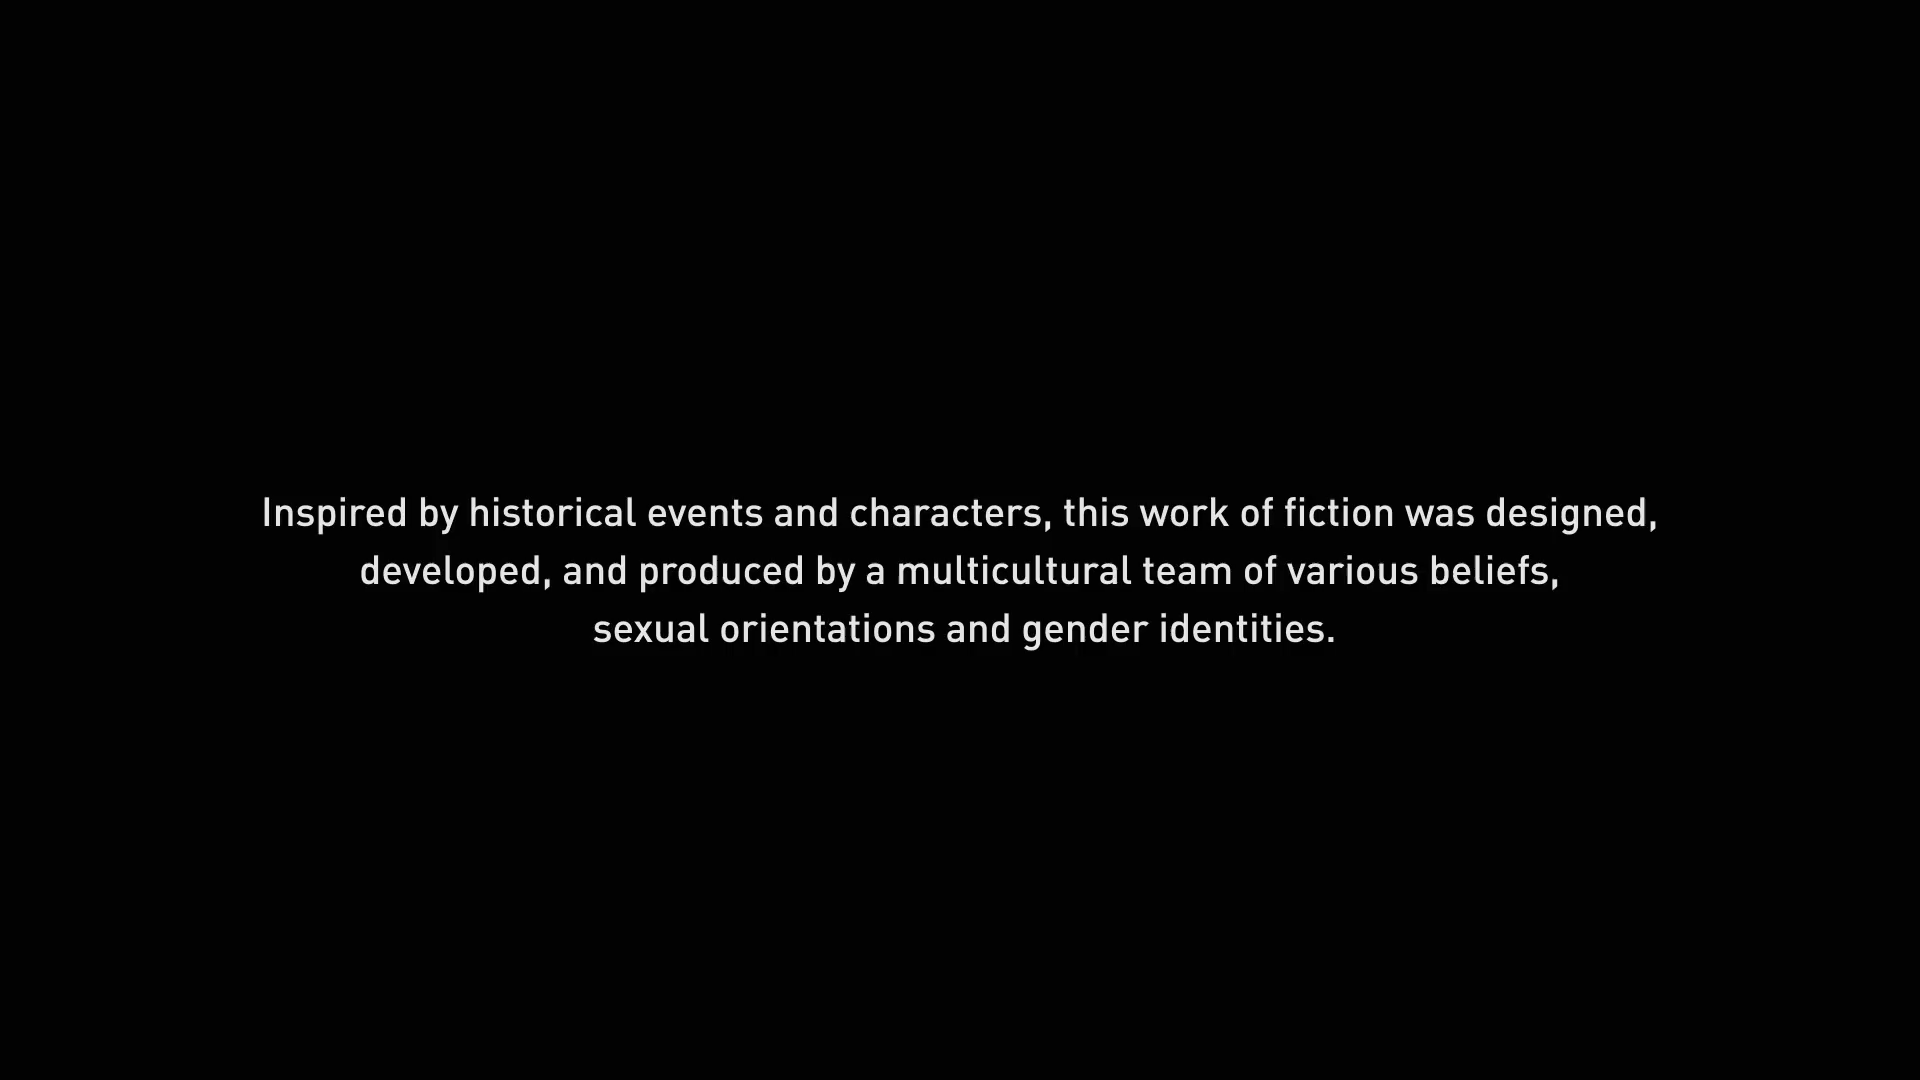 Inspired by historical events and characters, this work of fiction was designed,
developed, and produced by a multicultural team of various beliefs,
sexual orientations and gender identities.